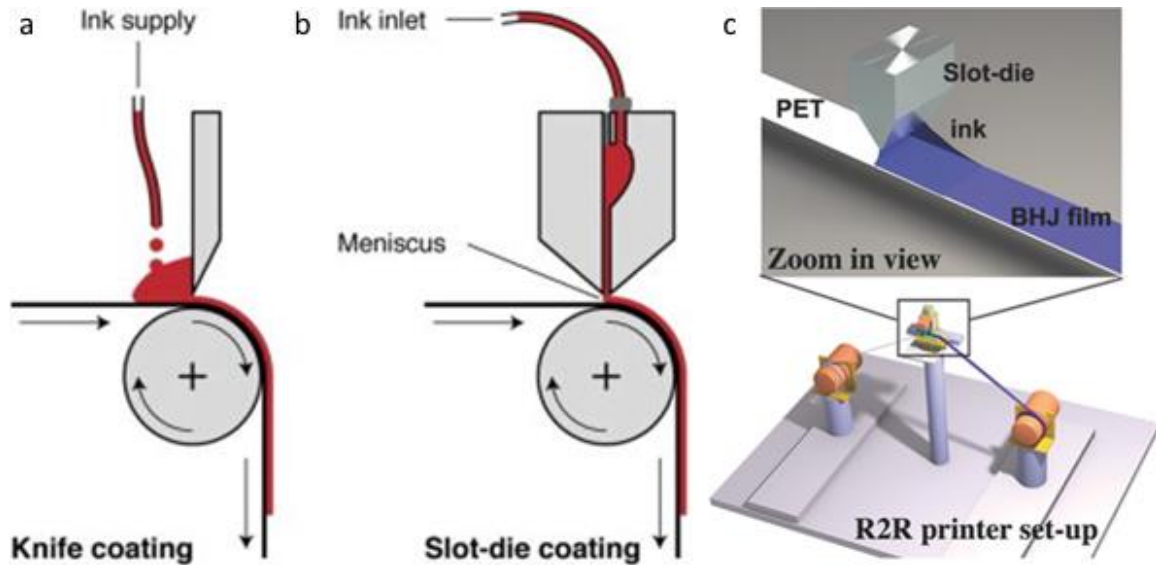 a
Ink supply
Knife coating
b
Ink inlet
Meniscus
Slot-die coating
c
Slot-die
PET
ink
BHJ film
Zoom in view
R2R printer set-up